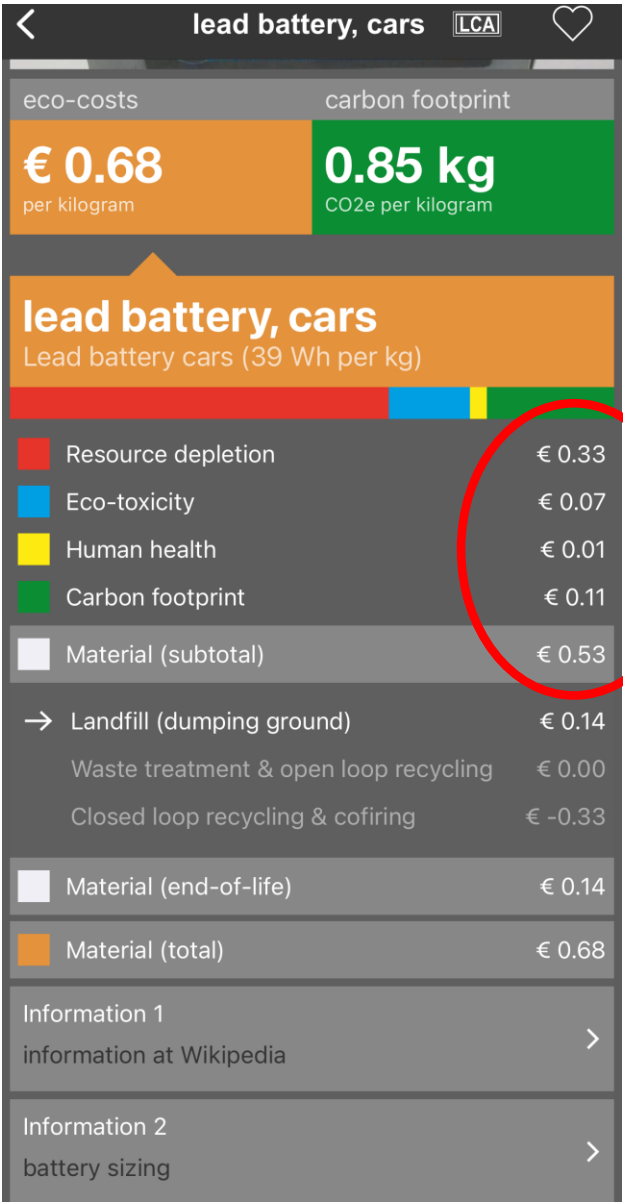 lead battery, cars LCA
eco-costs carbon footprint
€ 0.68 0.85 kg
per kilogram CO2e per kilogram
lead battery, cars
Lead battery cars (39 Wh per kg)
Resource depletion € 0.33
Eco-toxicity € 0.07
Human health € 0.01
Carbon footprint € 0.11
Material (subtotal) € 0.53
→ Landfill (dumping ground) € 0.14
Waste treatment & open loop recycling € 0.00
Closed loop recycling & cofiring € -0.33
Material (end-of-life) € 0.14
Material (total) € 0.68
Information 1
information at Wikipedia
Information 2
battery sizing